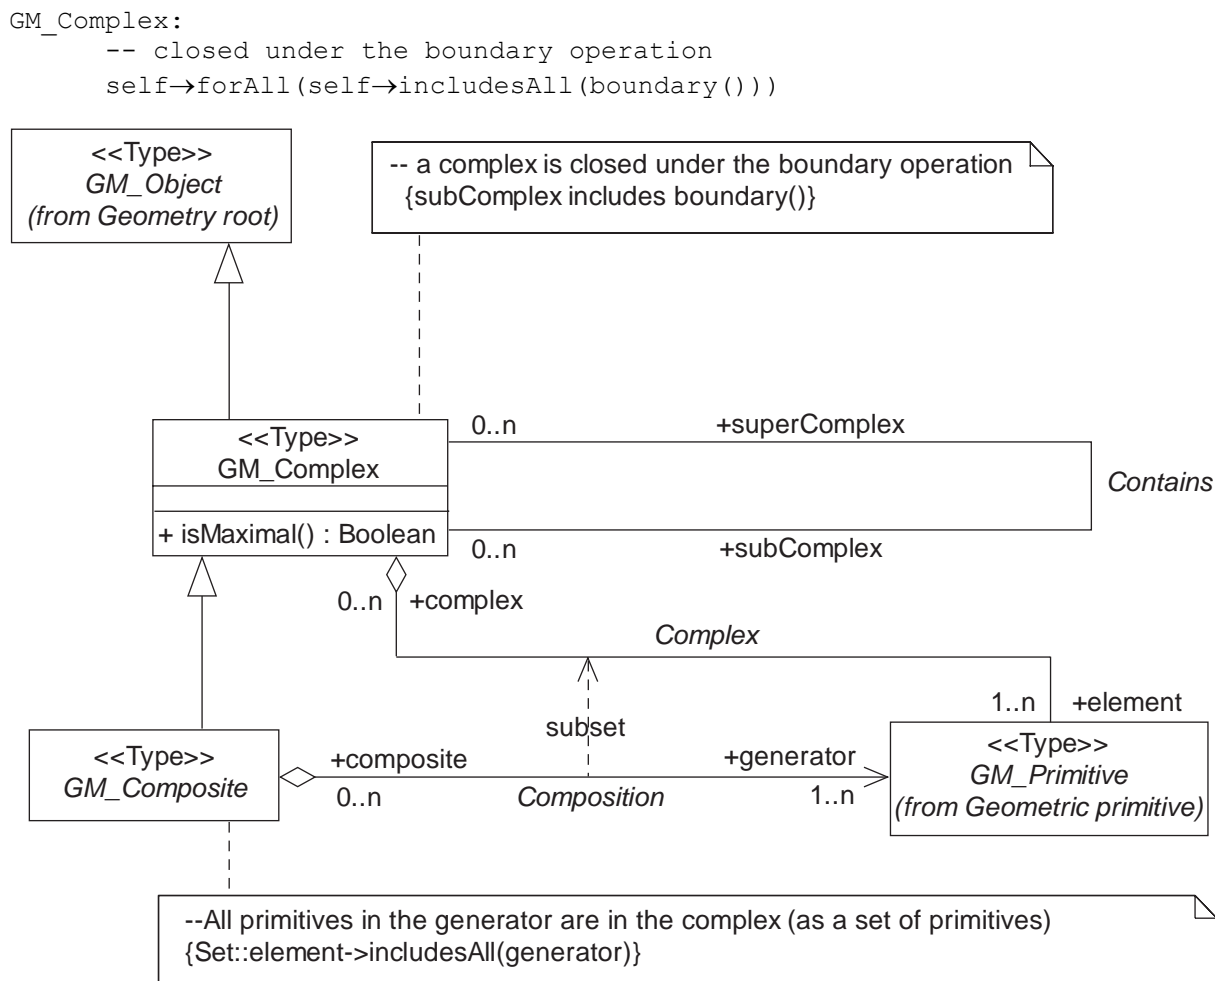 GM_Complex:
-- closed under the boundary operation
self→forAll(self→includesAll(boundary()))
<<Type>>
GM_Object
(from Geometry root)
-- a complex is closed under the boundary operation
{subComplex includes boundary()}
<<Type>>
GM_Complex
+ isMaximal() : Boolean
0..n
+superComplex
Contains
0..n
+subComplex
0..n
+complex
Complex
1..n
+element
subset
<<Type>>
GM_Composite
+composite
0..n
Composition
+generator
1..n
<<Type>>
GM_Primitive
(from Geometric primitive)
--All primitives in the generator are in the complex (as a set of primitives)
{Set::element->includesAll(generator)}